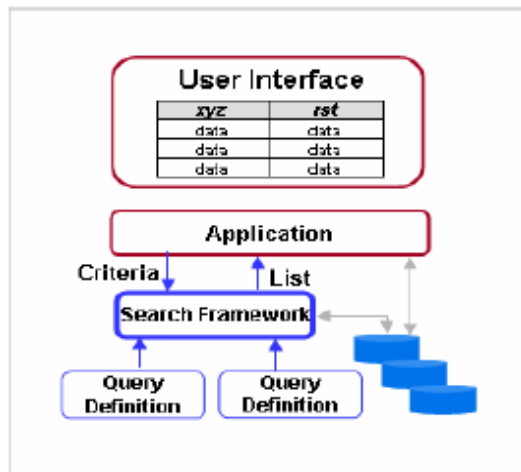 User Interface
xyz rst
data data
data data
data data
Application
Criteria List
Search Framework
Query Query
Definition Definition